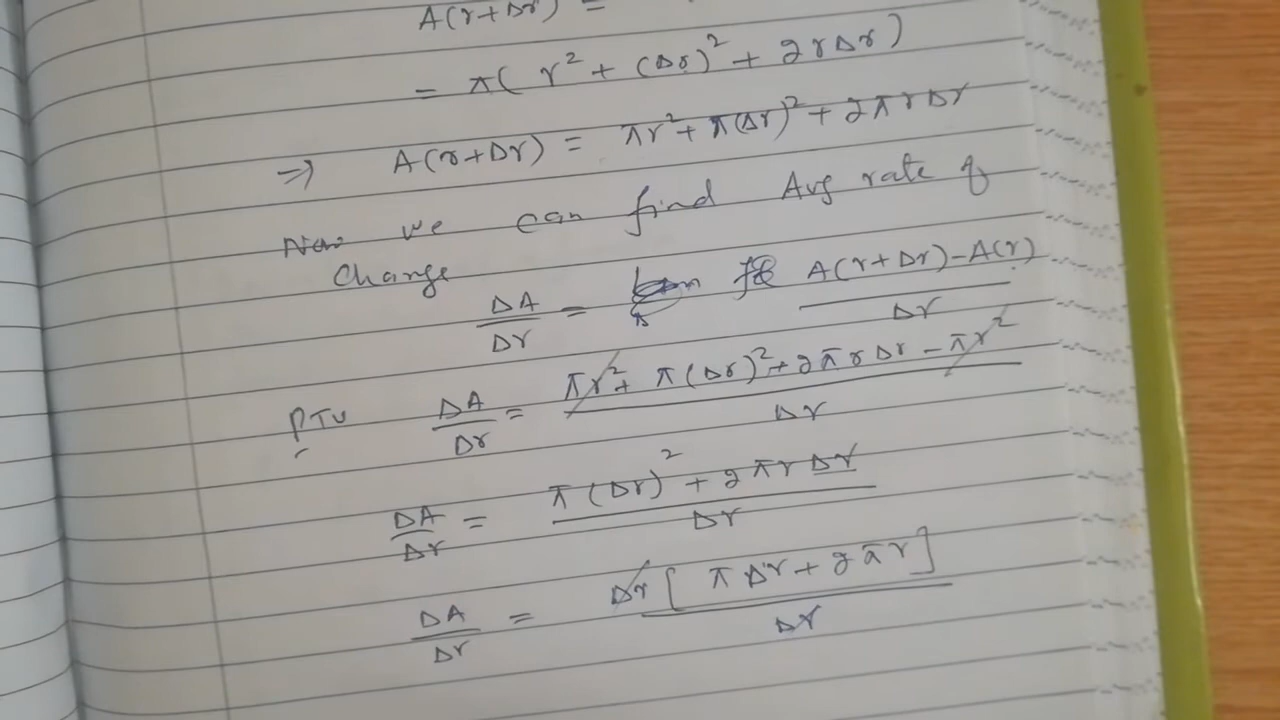 A(r+Δr) =
= π( r² + (Δr)² + 2rΔr)
⇒ A(r+Δr) = πr² + π(Δr)² + 2πrΔr
Now we can find Avg rate of
Change
ΔA/Δr = A(r+Δr)-A(r)/Δr
PTV ΔA/Δr = πr² + π(Δr)² + 2πrΔr - πr²/Δr
ΔA/Δr = π(Δr)² + 2πrΔr/Δr
ΔA/Δr = Δr[πΔr + 2πr]/Δr